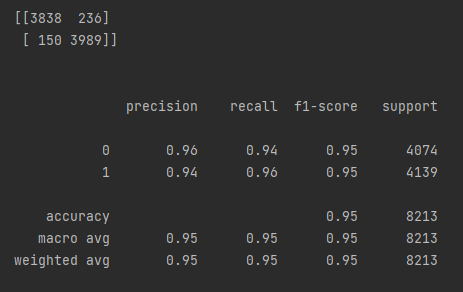 [[3838  236]
 [ 150 3989]]
              precision    recall  f1-score   support
           0       0.96      0.94      0.95      4074
           1       0.94      0.96      0.95      4139
    accuracy                           0.95      8213
   macro avg       0.95      0.95      0.95      8213
weighted avg       0.95      0.95      0.95      8213